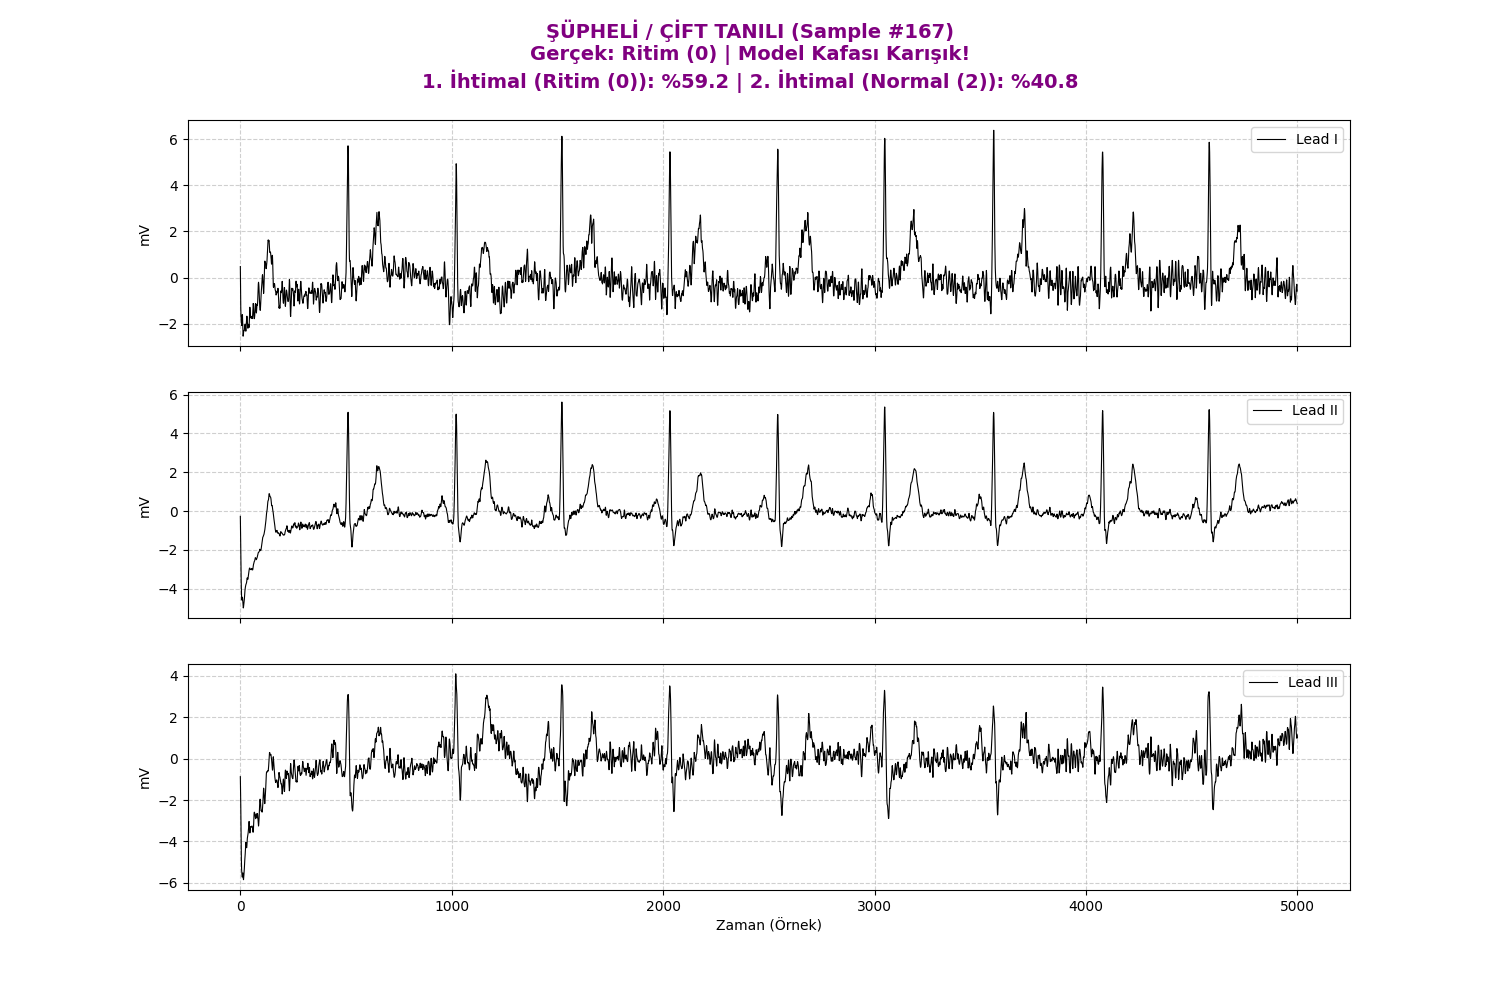 ŞÜPHELİ / ÇİFT TANILI (Sample #167)
Gerçek: Ritim (0) | Model Kafası Karışık!
1. İhtimal (Ritim (0)): %59.2 | 2. İhtimal (Normal (2)): %40.8
Lead I
6
4
2
0
−2
mV
Lead II
6
4
2
0
−2
−4
mV
Lead III
4
2
0
−2
−4
−6
mV
0 1000 2000 3000 4000 5000
Zaman (Örnek)